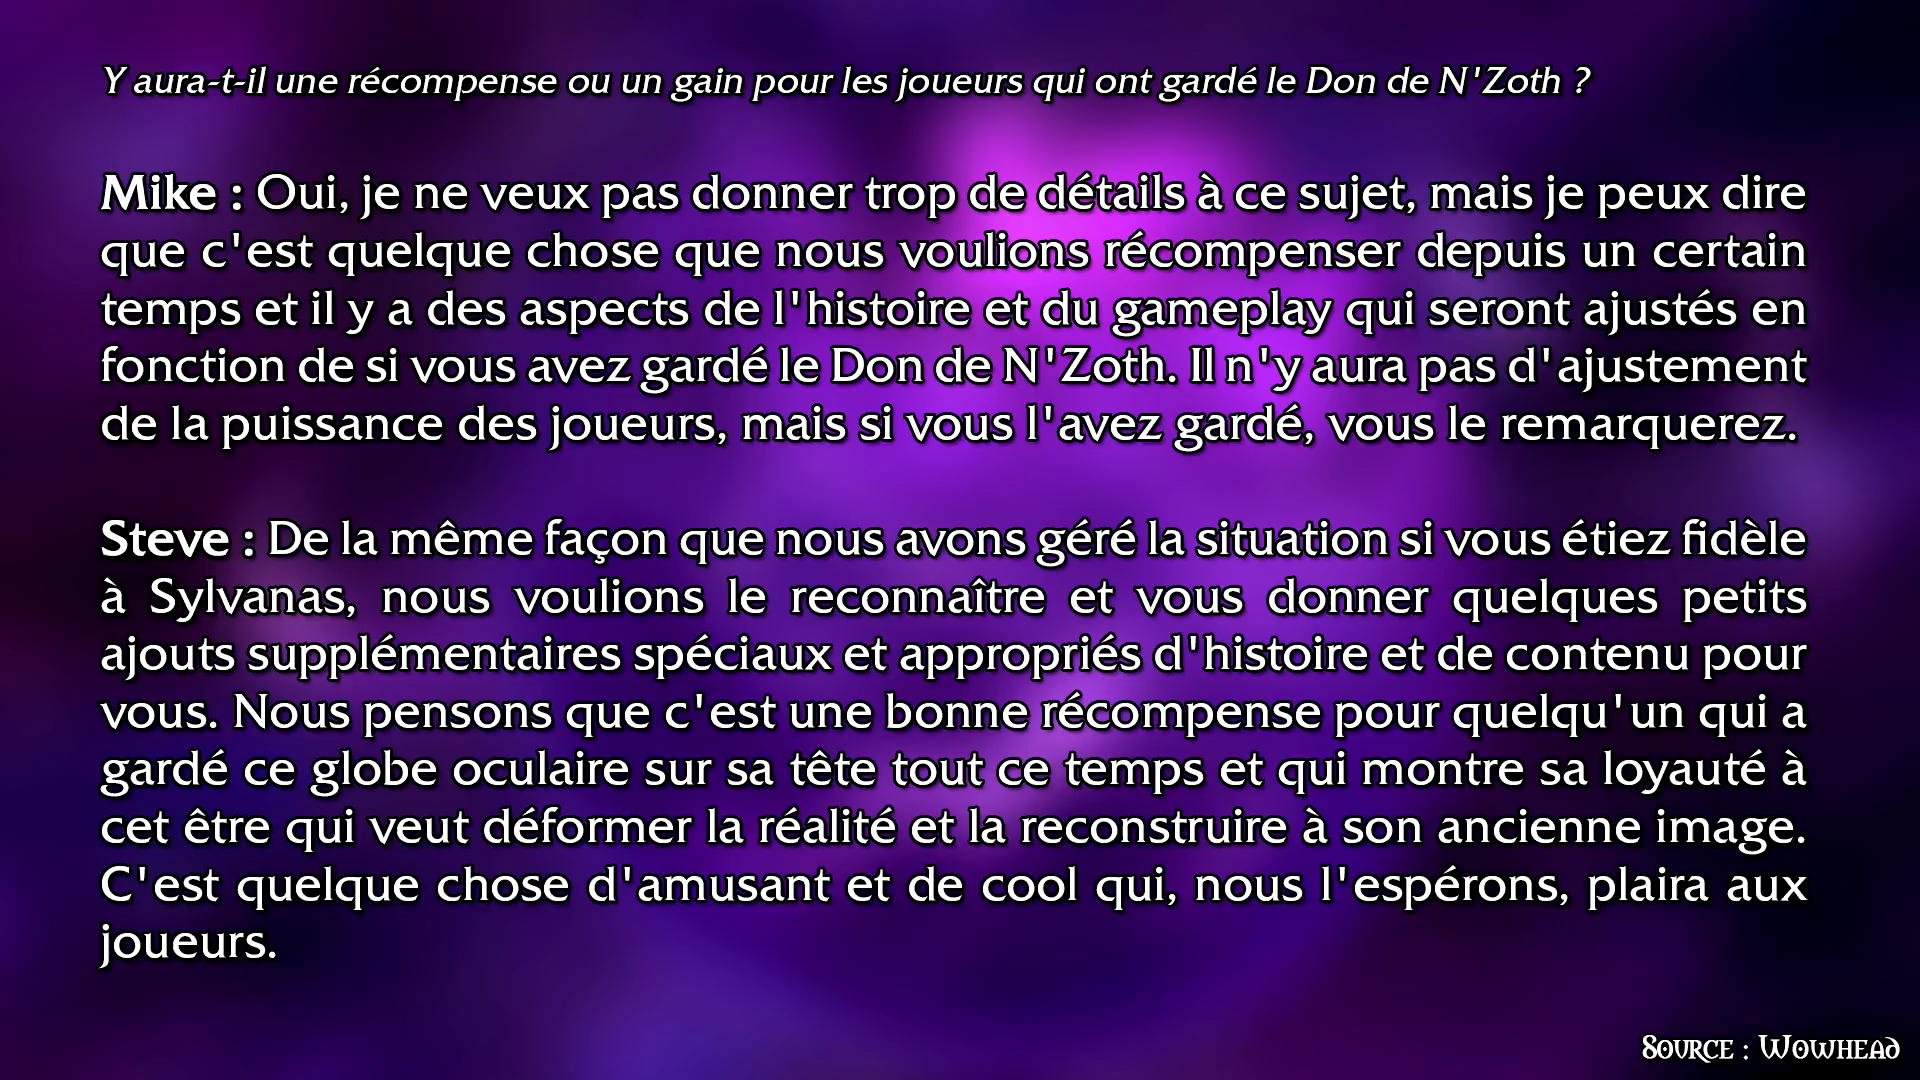 Y aura-t-il une récompense ou un gain pour les joueurs qui ont gardé le Don de N'Zoth ?
Mike : Oui, je ne veux pas donner trop de détails à ce sujet, mais je peux dire
que c'est quelque chose que nous voulions récompenser depuis un certain
temps et il y a des aspects de l'histoire et du gameplay qui seront ajustés en
fonction de si vous avez gardé le Don de N'Zoth. Il n'y aura pas d'ajustement
de la puissance des joueurs, mais si vous l'avez gardé, vous le remarquerez.
Steve : De la même façon que nous avons géré la situation si vous étiez fidèle
à Sylvanas, nous voulions le reconnaître et vous donner quelques petits
ajouts supplémentaires spéciaux et appropriés d'histoire et de contenu pour
vous. Nous pensons que c'est une bonne récompense pour quelqu'un qui a
gardé ce globe oculaire sur sa tête tout ce temps et qui montre sa loyauté à
cet être qui veut déformer la réalité et la reconstruire à son ancienne image.
C'est quelque chose d'amusant et de cool qui, nous l'espérons, plaira aux
joueurs.
Source : Wowhead